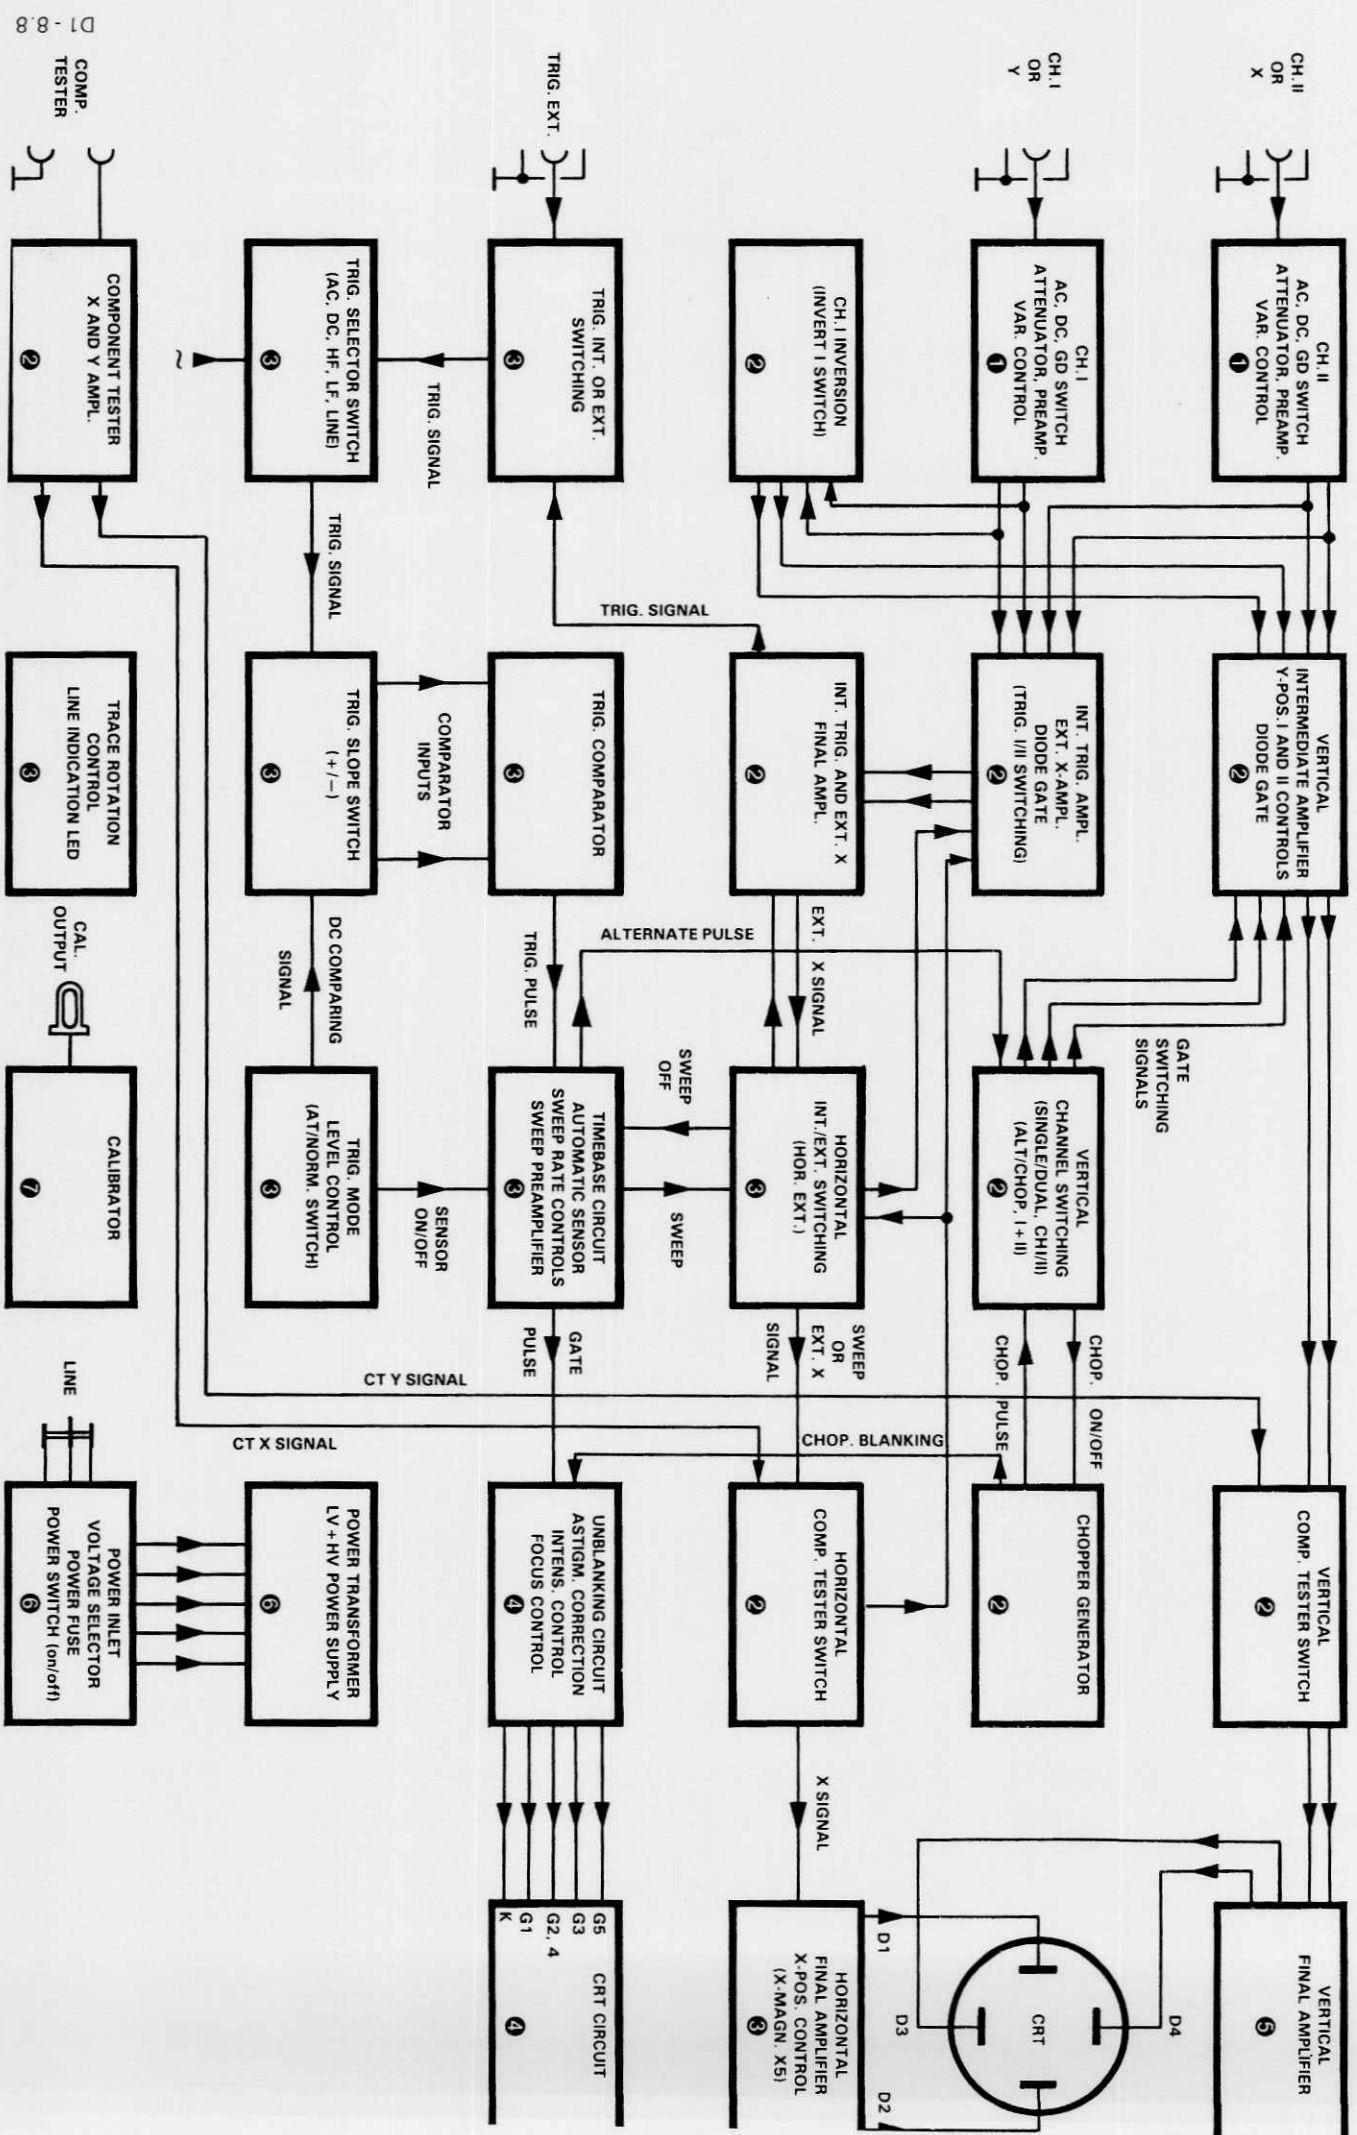 CH. II
OR
X
CH. II
AC, DC, GD SWITCH
ATTENUATOR, PREAMP.
VAR. CONTROL
1
VERTICAL
INTERMEDIATE AMPLIFIER
Y-POS. I AND II CONTROLS
DIODE GATE
2
VERTICAL
COMP. TESTER SWITCH
2
VERTICAL
FINAL AMPLIFIER
5
GATE
SWITCHING
SIGNALS
D4
CH. I
OR
Y
CH. I
AC, DC, GD SWITCH
ATTENUATOR, PREAMP.
VAR. CONTROL
1
INT. TRIG. AMPL.
EXT. X-AMPL.
DIODE GATE
(TRIG. I/II SWITCHING)
2
VERTICAL
CHANNEL SWITCHING
(SINGLE/DUAL, CHI/II)
(ALT/CHOP, I + II)
2
CHOP. ON/OFF
CHOP. PULSE
CHOPPER GENERATOR
2
CRT
D3
D1
D2
CH. I INVERSION
(INVERT I SWITCH)
2
INT. TRIG. AND EXT. X
FINAL AMPL.
2
EXT. X SIGNAL
HORIZONTAL
INT./EXT. SWITCHING
(HOR. EXT.)
3
SWEEP
OR
EXT. X
SIGNAL
CHOP. BLANKING
HORIZONTAL
COMP. TESTER SWITCH
2
X SIGNAL
HORIZONTAL
FINAL AMPLIFIER
X-POS. CONTROL
(X-MAGN. X5)
3
TRIG. SIGNAL
ALTERNATE PULSE
SWEEP
OFF
SWEEP
TRIG. EXT.
TRIG. INT. OR EXT.
SWITCHING
3
TRIG. COMPARATOR
3
TRIG. PULSE
TIMEBASE CIRCUIT
AUTOMATIC SENSOR
SWEEP RATE CONTROLS
SWEEP PREAMPLIFIER
3
GATE
PULSE
UNBLANKING CIRCUIT
ASTIGM. CORRECTION
INTENS. CONTROL
FOCUS CONTROL
4
G5
G3
G2, 4
G1
K
CRT CIRCUIT
4
TRIG. SIGNAL
COMPARATOR
INPUTS
SENSOR
ON/OFF
CT Y SIGNAL
TRIG. SELECTOR SWITCH
(AC, DC, HF, LF, LINE)
3
~
TRIG. SIGNAL
TRIG. SLOPE SWITCH
(+/−)
3
DC COMPARING
SIGNAL
TRIG. MODE
LEVEL CONTROL
(AT/NORM. SWITCH)
3
CT X SIGNAL
POWER TRANSFORMER
LV + HV POWER SUPPLY
6
COMP.
TESTER
COMPONENT TESTER
X AND Y AMPL.
2
TRACE ROTATION
CONTROL
LINE INDICATION LED
3
CAL.
OUTPUT
CALIBRATOR
7
LINE
POWER INLET
VOLTAGE SELECTOR
POWER FUSE
POWER SWITCH (on/off)
6
D1 - 8.8